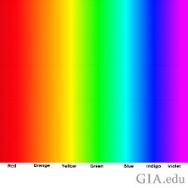 Red Orange Yellow Green Blue Indigo Violet
GIA.edu